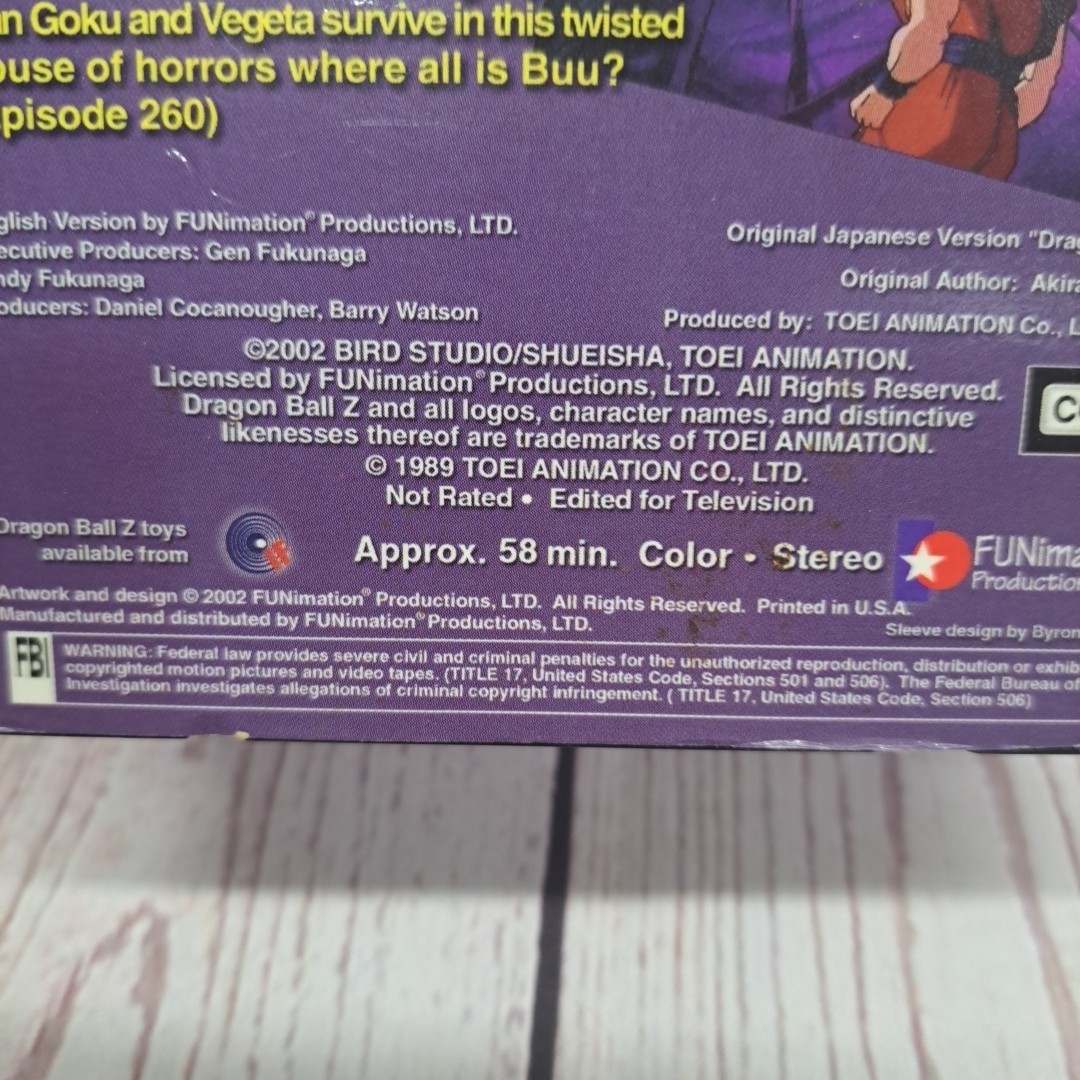 an Goku and Vegeta survive in this twisted
ouse of horrors where all is Buu?
pisode 260)
glish Version by FUNimation® Productions, LTD.
ecutive Producers: Gen Fukunaga
ndy Fukunaga
oducers: Daniel Cocanougher, Barry Watson
Original Japanese Version "Drag
Original Author: Akira
Produced by: TOEI ANIMATION Co., L
©2002 BIRD STUDIO/SHUEISHA, TOEI ANIMATION.
Licensed by FUNimation® Productions, LTD. All Rights Reserved.
Dragon Ball Z and all logos, character names, and distinctive
likenesses thereof are trademarks of TOEI ANIMATION.
© 1989 TOEI ANIMATION CO., LTD.
Not Rated • Edited for Television
C
Dragon Ball Z toys
available from
Approx. 58 min. Color • Stereo
FUNima
Production
Artwork and design © 2002 FUNimation® Productions, LTD. All Rights Reserved. Printed in U.S.A.
Manufactured and distributed by FUNimation® Productions, LTD.
Sleeve design by Byron
FBI
WARNING: Federal law provides severe civil and criminal penalties for the unauthorized reproduction, distribution or exhib
copyrighted motion pictures and video tapes. (TITLE 17, United States Code, Sections 501 and 506). The Federal Bureau of
Investigation investigates allegations of criminal copyright infringement. ( TITLE 17, United States Code, Section 506)